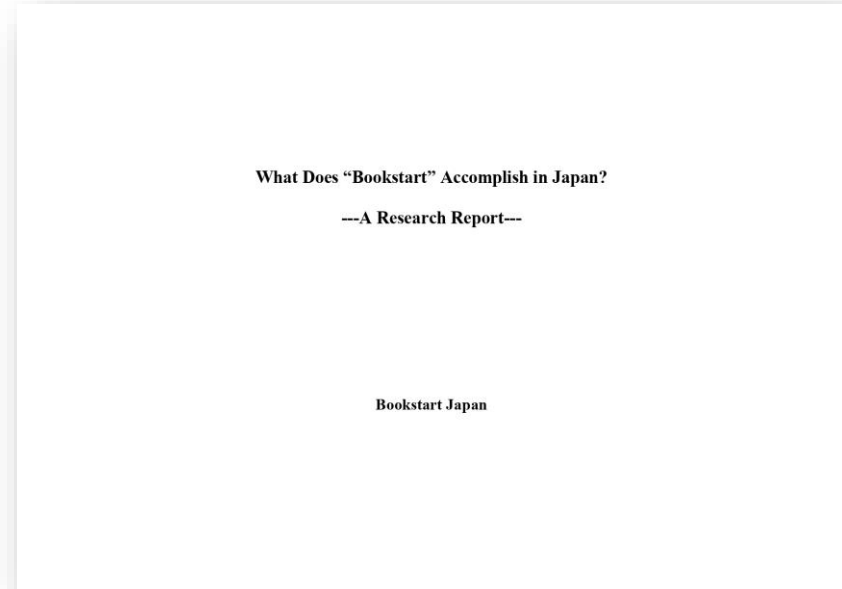 What Does “Bookstart” Accomplish in Japan?
---A Research Report---
Bookstart Japan